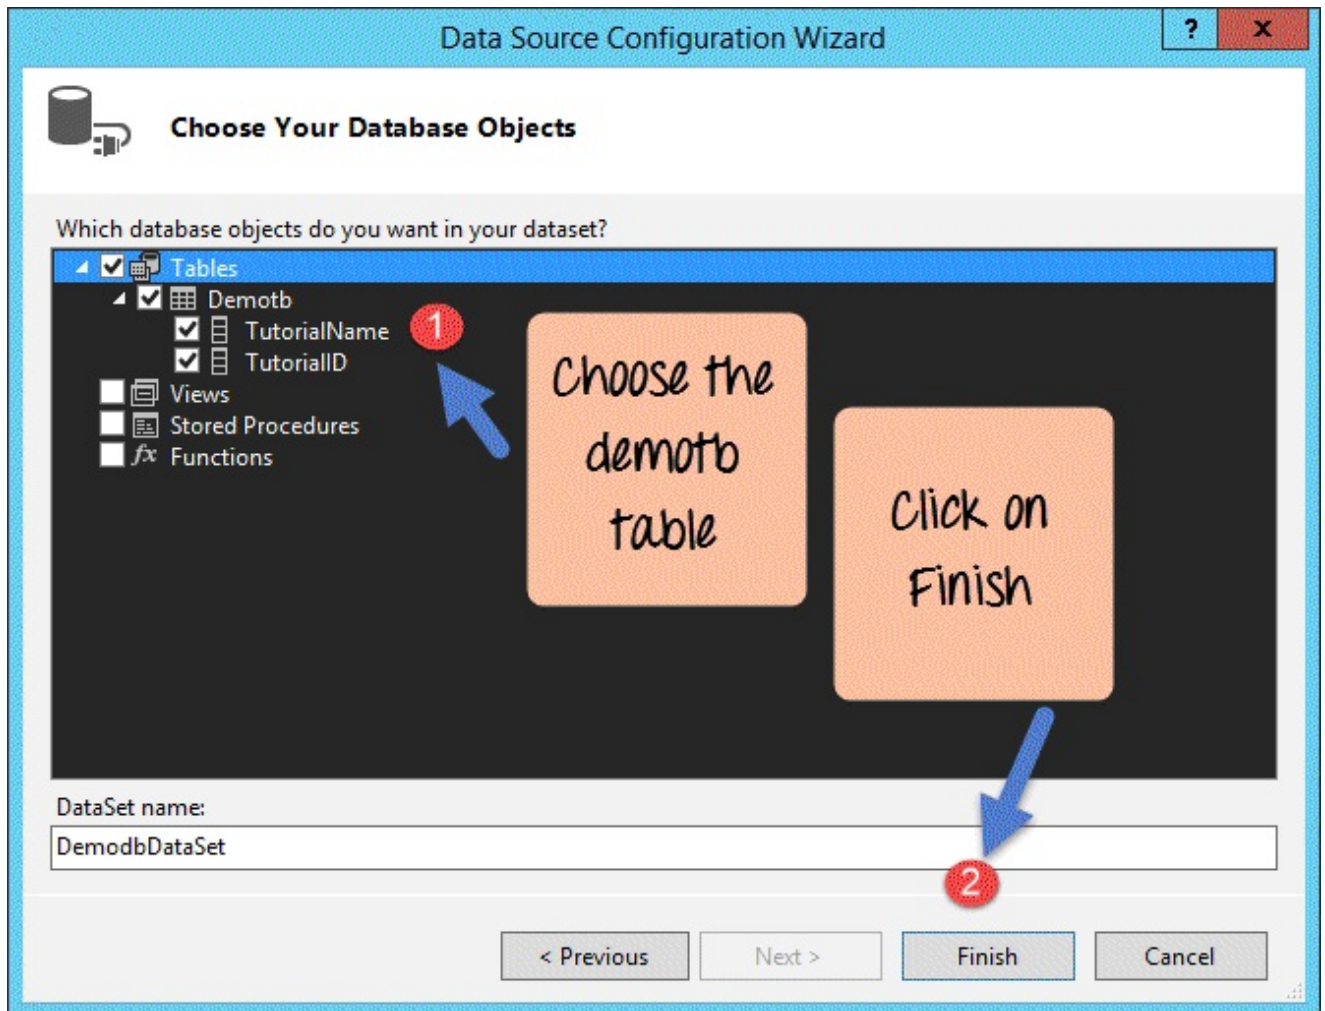 Data Source Configuration Wizard
?
x
Choose Your Database Objects
Which database objects do you want in your dataset?
Tables
Demotb
TutorialName
TutorialID
Views
Stored Procedures
fx Functions
1
Choose the
demotb
table
Click on
Finish
DataSet name:
DemodbDataSet
2
< Previous
Next >
Finish
Cancel